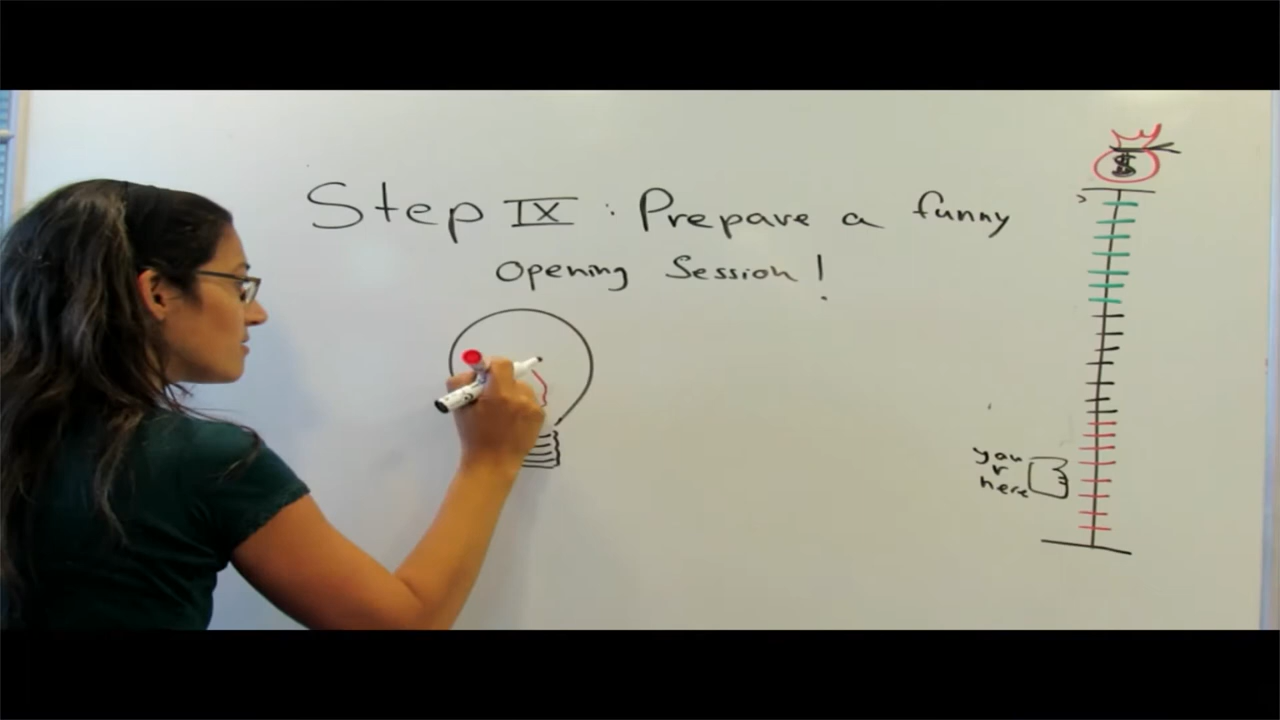 Step IX : Prepare a funny
opening Session !
$
you
r
here